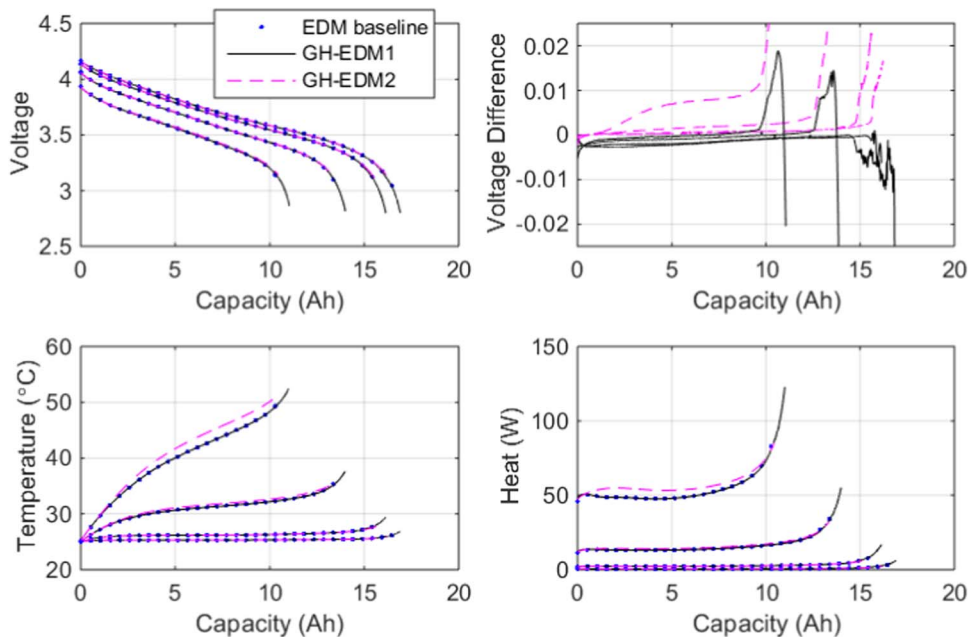 EDM baseline
GH-EDM1
GH-EDM2
Voltage
4.5
4
3.5
3
2.5
0 5 10 15 20
Capacity (Ah)
Voltage Difference
0.02
0.01
0
-0.01
-0.02
0 5 10 15 20
Capacity (Ah)
Temperature (°C)
60
50
40
30
20
0 5 10 15 20
Capacity (Ah)
Heat (W)
150
100
50
0
0 5 10 15 20
Capacity (Ah)